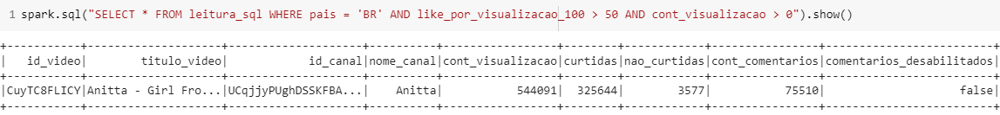 1 spark.sql("SELECT * FROM leitura_sql WHERE pais = 'BR' AND like_por_visualizacao_100 > 50 AND cont_visualizacao > 0").show()
+-----------+--------------------+--------------------+----------+-----------------+--------+------------+----------------+-------------------------+
|   id_video|        titulo_video|            id_canal|nome_canal|cont_visualizacao|curtidas|nao_curtidas|cont_comentarios|comentarios_desabilitados|
+-----------+--------------------+--------------------+----------+-----------------+--------+------------+----------------+-------------------------+
|CuyTC8FLICY|Anitta - Girl Fro...|UCqjjyPUghDSSKFBA...|    Anitta|           544091|  325644|        3577|           75510|                    false|
+-----------+--------------------+--------------------+----------+-----------------+--------+------------+----------------+-------------------------+